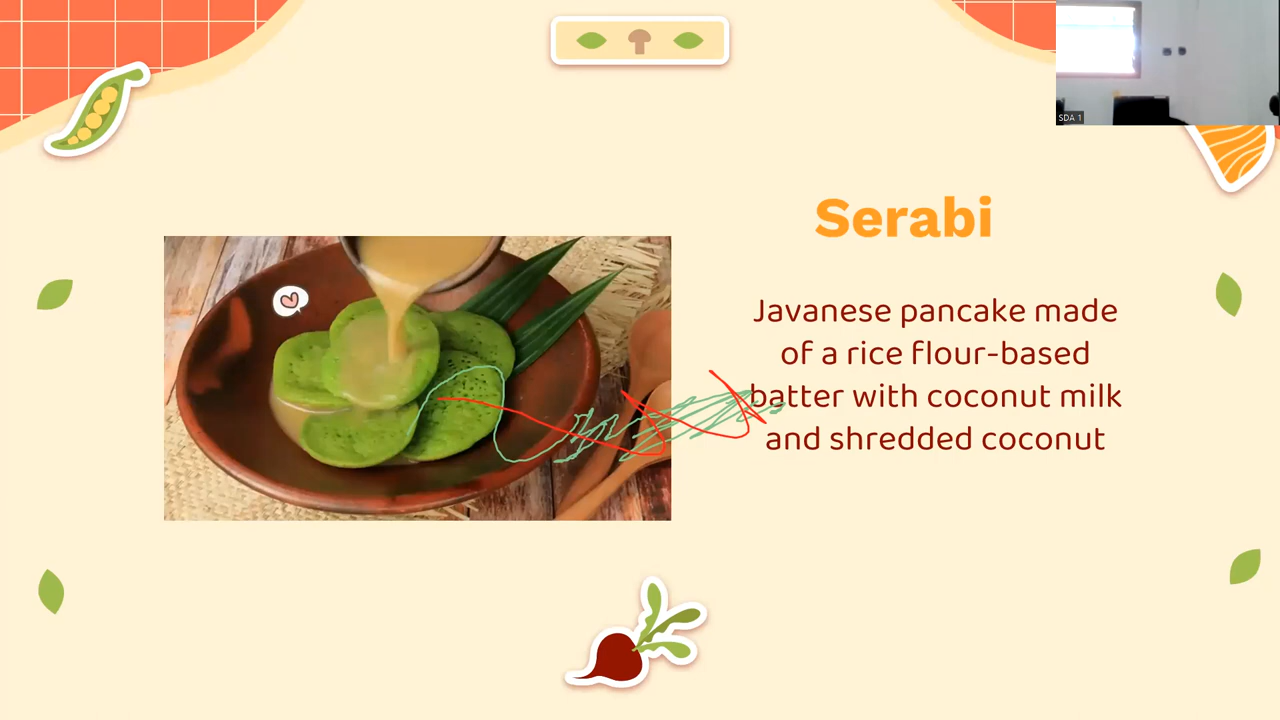 SDA 1
Serabi
Javanese pancake made
of a rice flour-based
batter with coconut milk
and shredded coconut